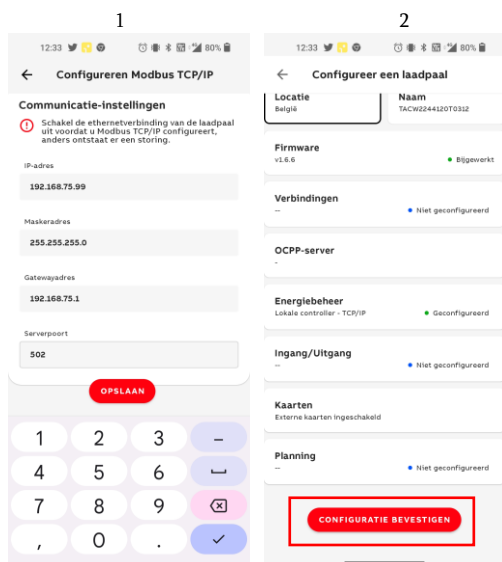 1
12:33 80%
Configureren Modbus TCP/IP
Communicatie-instellingen
Schakel de ethernetverbinding van de laadpaal
uit voordat u Modbus TCP/IP configureert,
anders ontstaat er een storing.
IP-adres
192.168.75.99
Maskeradres
255.255.255.0
Gatewayadres
192.168.75.1
Serverpoort
502
OPSLAAN
1 2 3 –
4 5 6
7 8 9
, 0 .
2
12:33 80%
Configureer een laadpaal
Locatie
België
Naam
TACW2244120T0312
Firmware
v1.6.6
Bijgewerkt
Verbindingen
--
Niet geconfigureerd
OCPP-server
-
Energiebeheer
Lokale controller - TCP/IP
Geconfigureerd
Ingang/Uitgang
--
Niet geconfigureerd
Kaarten
Externe kaarten ingeschakeld
Planning
--
Niet geconfigureerd
CONFIGURATIE BEVESTIGEN